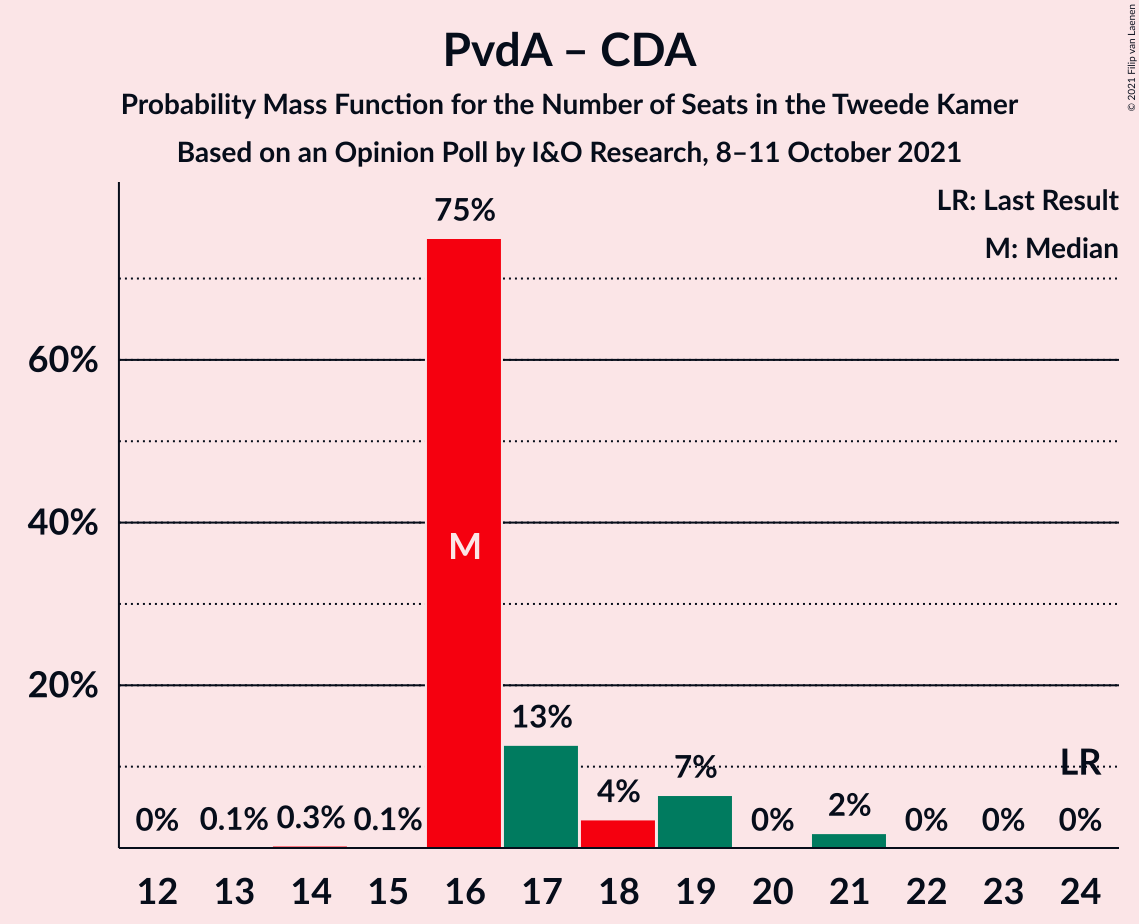 PvdA – CDA
Probability Mass Function for the Number of Seats in the Tweede Kamer
Based on an Opinion Poll by I&O Research, 8–11 October 2021
© 2021 Filip van Laenen
LR: Last Result
M: Median
60%
40%
20%
0%
0.1%
0.3%
0.1%
75%
M
13%
4%
7%
0%
2%
0%
0%
LR
0%
12 13 14 15 16 17 18 19 20 21 22 23 24